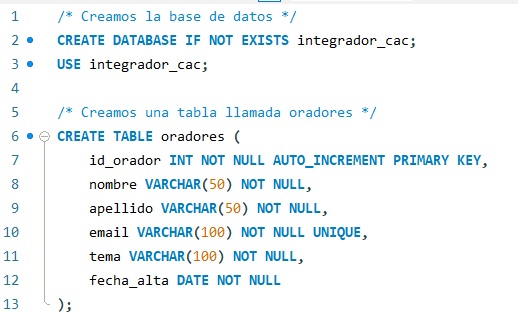 1 /* Creamos la base de datos */
2 CREATE DATABASE IF NOT EXISTS integrador_cac;
3 USE integrador_cac;
4
5 /* Creamos una tabla llamada oradores */
6 CREATE TABLE oradores (
7 id_orador INT NOT NULL AUTO_INCREMENT PRIMARY KEY,
8 nombre VARCHAR(50) NOT NULL,
9 apellido VARCHAR(50) NOT NULL,
10 email VARCHAR(100) NOT NULL UNIQUE,
11 tema VARCHAR(100) NOT NULL,
12 fecha_alta DATE NOT NULL
13 );